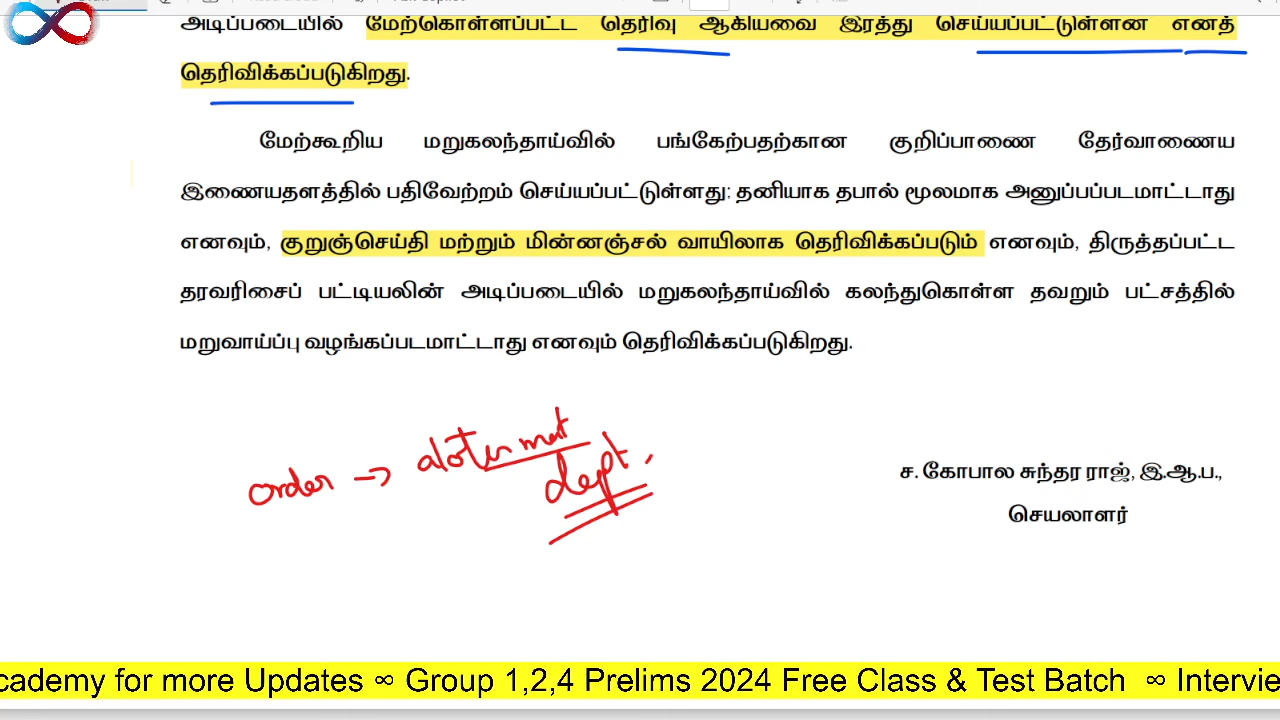 அடிப்படையில் மேற்கொள்ளப்பட்ட தெரிவு ஆகியவை இரத்து செய்யப்பட்டுள்ளன எனத்
தெரிவிக்கப்படுகிறது.
மேற்கூறிய மறுகலந்தாய்வில் பங்கேற்பதற்கான குறிப்பாணை தேர்வாணைய
இணையதளத்தில் பதிவேற்றம் செய்யப்பட்டுள்ளது; தனியாக தபால் மூலமாக அனுப்பப்படமாட்டாது
எனவும், குறுஞ்செய்தி மற்றும் மின்னஞ்சல் வாயிலாக தெரிவிக்கப்படும் எனவும், திருத்தப்பட்ட
தரவரிசைப் பட்டியலின் அடிப்படையில் மறுகலந்தாய்வில் கலந்துகொள்ள தவறும் பட்சத்தில்
மறுவாய்ப்பு வழங்கப்படமாட்டாது எனவும் தெரிவிக்கப்படுகிறது.
order → dept.
ச. கோபால சுந்தர ராஜ், இ.ஆ.ப.,
செயலாளர்
cademy for more Updates ∞ Group 1,2,4 Prelims 2024 Free Class & Test Batch ∞ Intervie